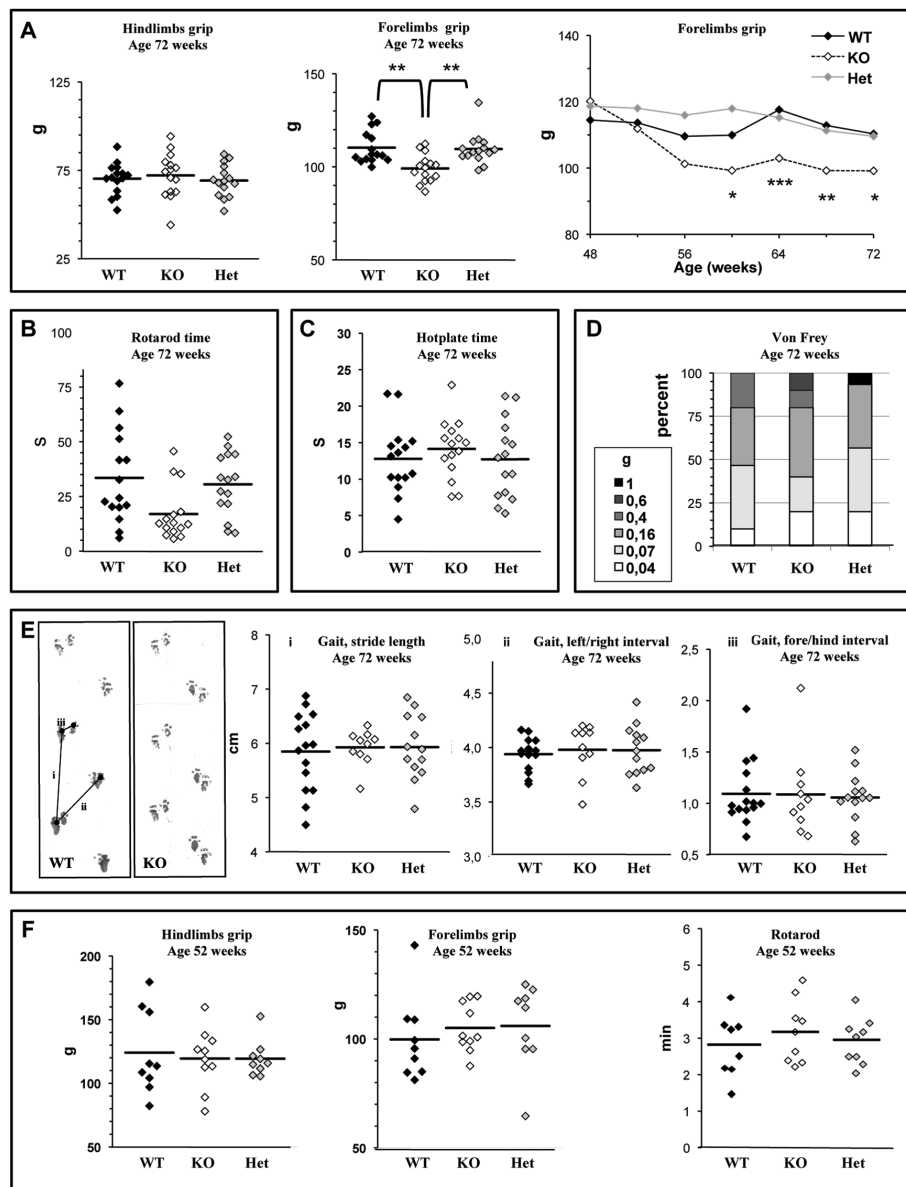 A
Hindlimbs grip
Age 72 weeks
125
75
25
g
WT KO Het
Forelimbs grip
Age 72 weeks
** **
150
100
50
g
WT KO Het
Forelimbs grip
WT
KO
Het
140
120
100
80
g
* *** ** *
48 56 64 72
Age (weeks)
B
Rotarod time
Age 72 weeks
100
75
50
25
0
S
WT KO Het
C
Hotplate time
Age 72 weeks
30
25
20
15
10
5
0
S
WT KO Het
D
Von Frey
Age 72 weeks
100
75
50
25
0
percent
g
1
0,6
0,4
0,16
0,07
0,04
WT KO Het
E
iii
i
ii
WT
KO
i Gait, stride length
Age 72 weeks
8
7
6
5
4
cm
WT KO Het
ii Gait, left/right interval
Age 72 weeks
5,0
4,5
4,0
3,5
3,0
WT KO Het
iii Gait, fore/hind interval
Age 72 weeks
2,5
2,0
1,5
1,0
0,5
WT KO Het
F
Hindlimbs grip
Age 52 weeks
200
150
100
50
g
WT KO Het
Forelimbs grip
Age 52 weeks
150
100
50
g
WT KO Het
Rotarod
Age 52 weeks
6
5
4
3
2
1
0
min
WT KO Het